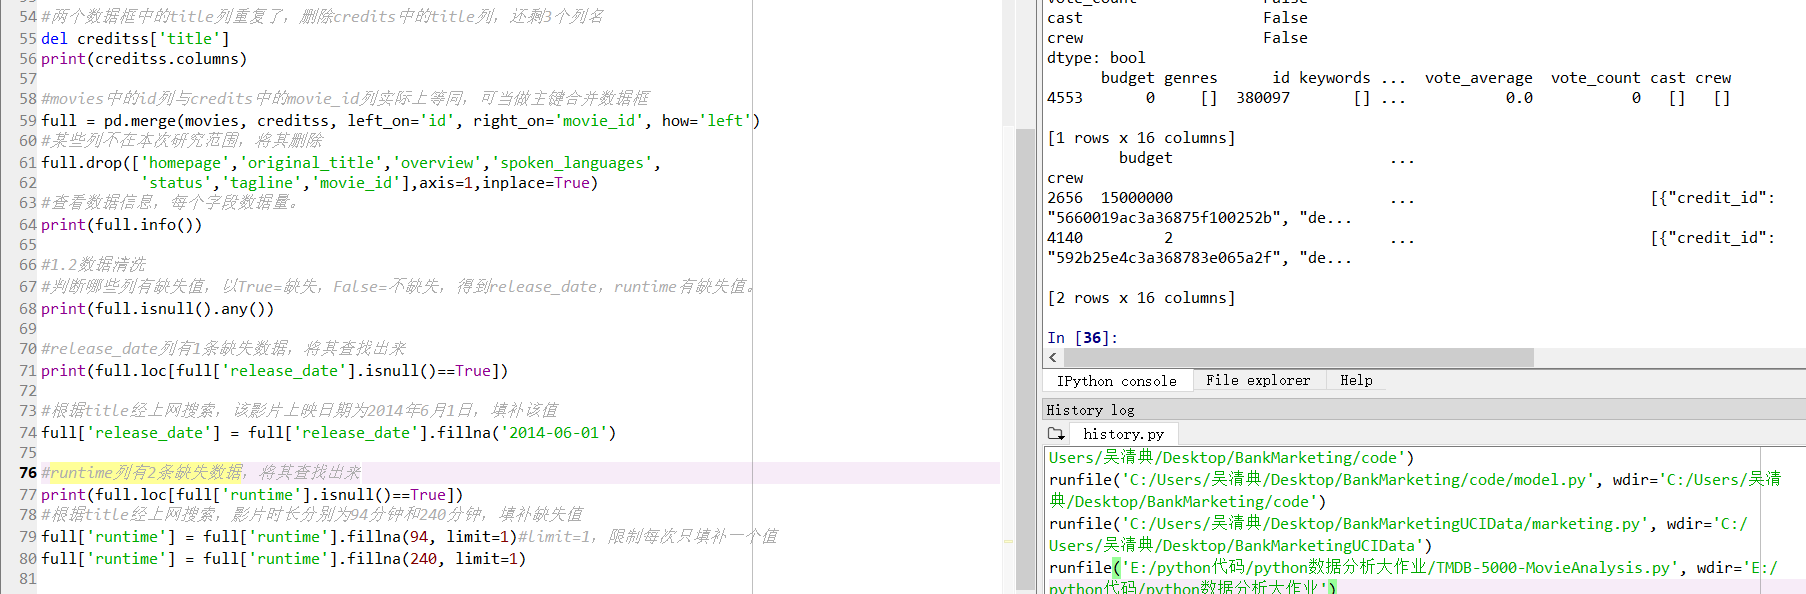 54 #两个数据框中的title列重复了，删除credits中的title列，还剩3个列名
55 del creditss['title']
56 print(creditss.columns)
57
58 #movies中的id列与credits中的movie_id列实际上等同，可当做主键合并数据框
59 full = pd.merge(movies, creditss, left_on='id', right_on='movie_id', how='left')
60 #某些列不在本次研究范围，将其删除
61 full.drop(['homepage','original_title','overview','spoken_languages',
62 'status','tagline','movie_id'],axis=1,inplace=True)
63 #查看数据信息，每个字段数据量。
64 print(full.info())
65
66 #1.2数据清洗
67 #判断哪些列有缺失值，以True=缺失，False=不缺失，得到release_date，runtime有缺失值。
68 print(full.isnull().any())
69
70 #release_date列有1条缺失数据，将其查找出来
71 print(full.loc[full['release_date'].isnull()==True])
72
73 #根据title经上网搜索，该影片上映日期为2014年6月1日，填补该值
74 full['release_date'] = full['release_date'].fillna('2014-06-01')
75
76 #runtime列有2条缺失数据，将其查找出来
77 print(full.loc[full['runtime'].isnull()==True])
78 #根据title经上网搜索，影片时长分别为94分钟和240分钟，填补缺失值
79 full['runtime'] = full['runtime'].fillna(94, limit=1)#limit=1，限制每次只填补一个值
80 full['runtime'] = full['runtime'].fillna(240, limit=1)
81
vote_count False
cast False
crew False
dtype: bool
budget genres id keywords ... vote_average vote_count cast crew
4553 0 [] 380097 [] ... 0.0 0 [] []
[1 rows x 16 columns]
budget ...
crew
2656 15000000 ... [{"credit_id":
"5660019ac3a36875f100252b", "de...
4140 2 ... [{"credit_id":
"592b25e4c3a368783e065a2f", "de...
[2 rows x 16 columns]
In [36]:
IPython console File explorer Help
History log
history.py
Users/吴清典/Desktop/BankMarketing/code')
runfile('C:/Users/吴清典/Desktop/BankMarketing/code/model.py', wdir='C:/Users/吴清
典/Desktop/BankMarketing/code')
runfile('C:/Users/吴清典/Desktop/BankMarketingUCIData/marketing.py', wdir='C:/
Users/吴清典/Desktop/BankMarketingUCIData')
runfile('E:/python代码/python数据分析大作业/TMDB-5000-MovieAnalysis.py', wdir='E:/
python代码/python数据分析大作业')